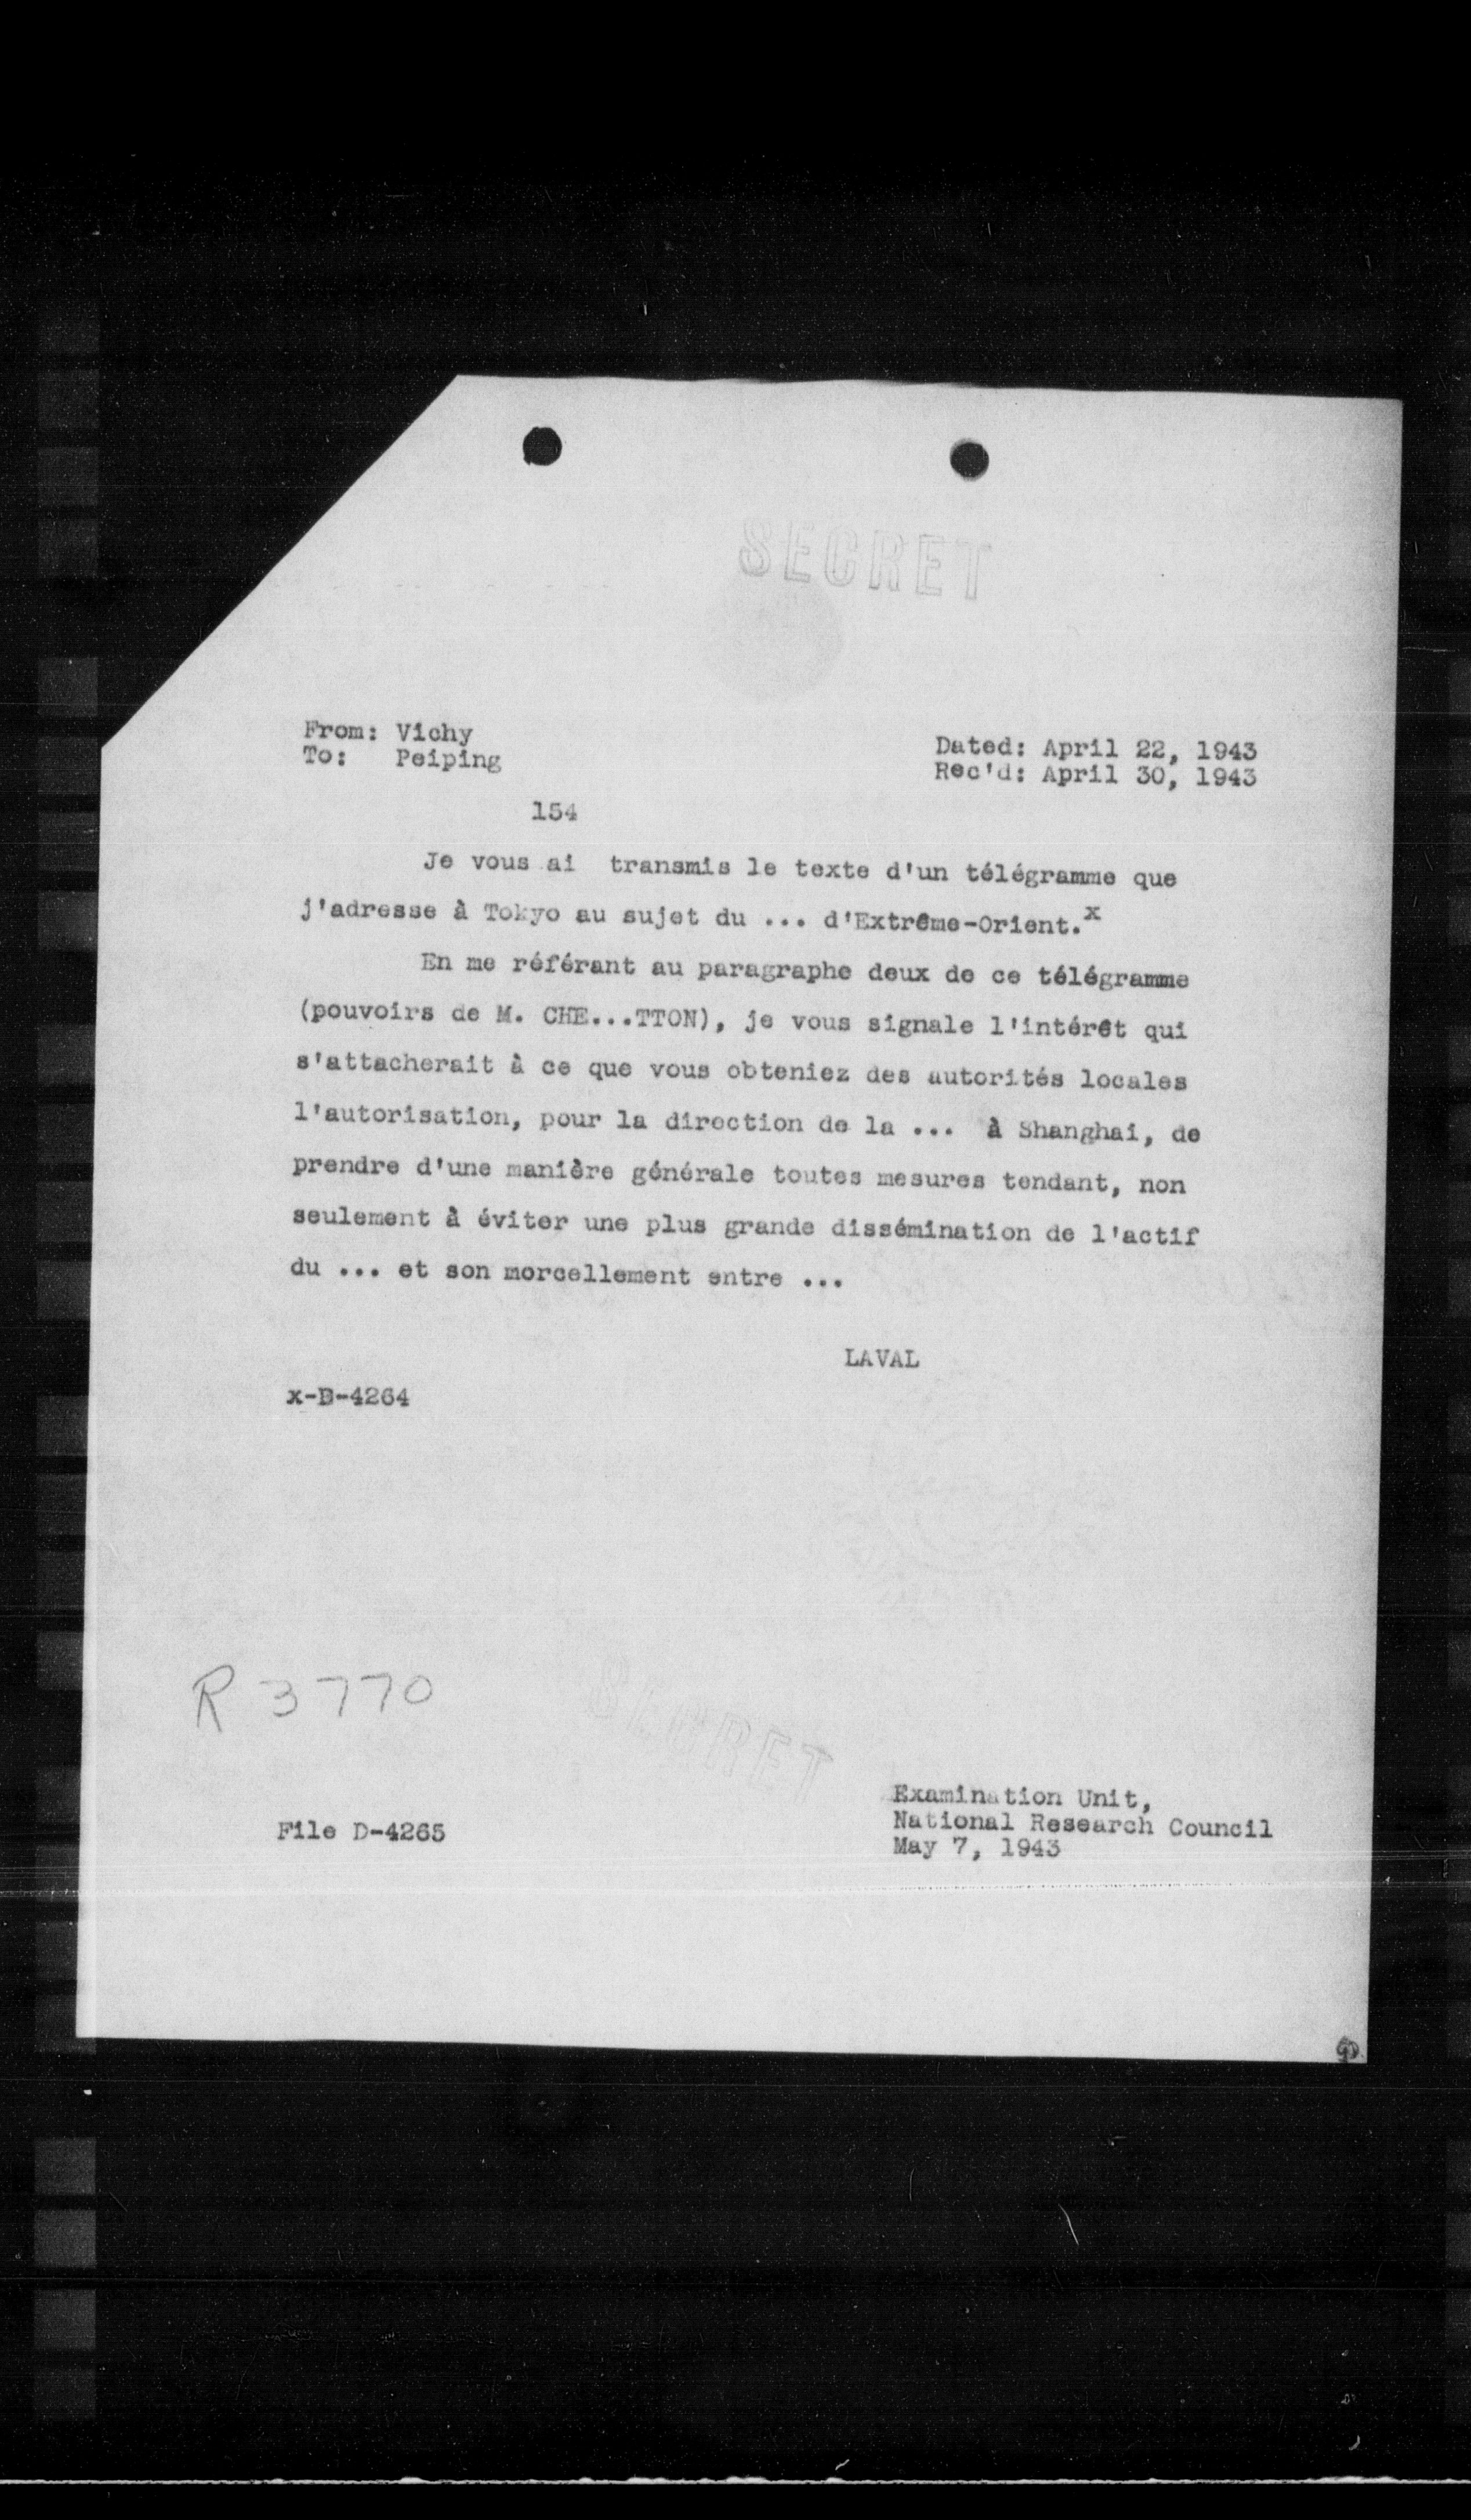 SECRET
From: Vichy
To: Peiping
Dated: April 22, 1943
Rec'd: April 30, 1943
154
Je vous ai transmis le texte d'un télégramme que
j'adresse à Tokyo au sujet du ... d'Extrême-Orient.x
En me référant au paragraphe deux de ce télégramme
(pouvoirs de M. CHE...TTON), je vous signale l'intérêt qui
s'attacherait à ce que vous obteniez des autorités locales
l'autorisation, pour la direction de la ... à Shanghai, de
prendre d'une manière générale toutes mesures tendant, non
seulement à éviter une plus grande dissémination de l'actif
du ... et son morcellement entre ...
LAVAL
x-D-4264
R 3770
SECRET
File D-4265
Examination Unit,
National Research Council
May 7, 1943